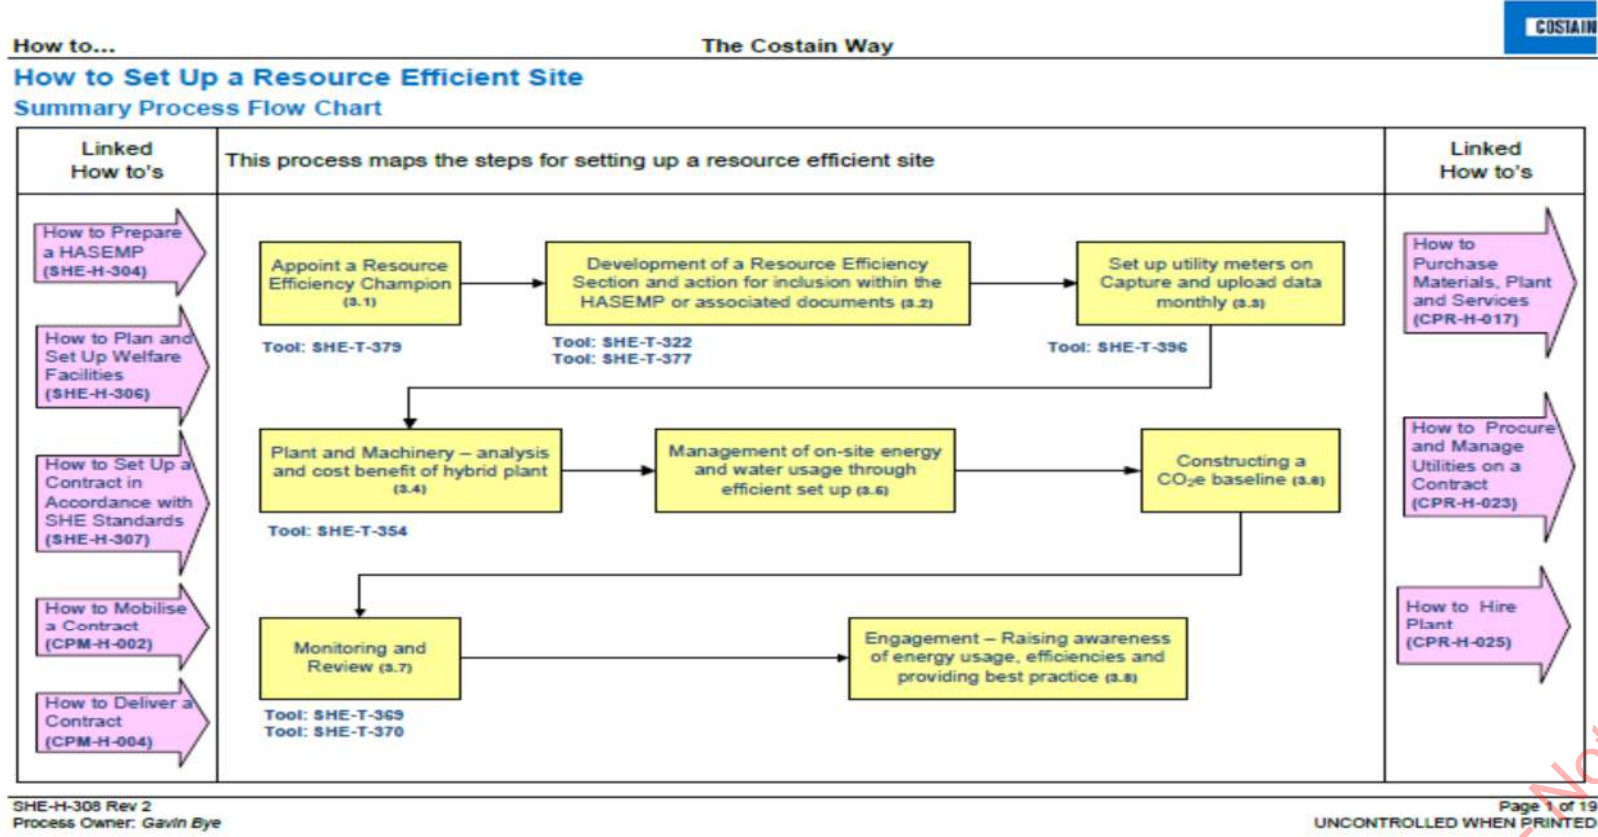 COSTAIN
How to...
The Costain Way
How to Set Up a Resource Efficient Site
Summary Process Flow Chart
Linked
How to's
This process maps the steps for setting up a resource efficient site
Linked
How to's
How to Prepare
a HASEMP
(SHE-H-304)
How to Plan and
Set Up Welfare
Facilities
(SHE-H-306)
How to Set Up a
Contract in
Accordance with
SHE Standards
(SHE-H-307)
How to Mobilise
a Contract
(CPM-H-002)
How to Deliver a
Contract
(CPM-H-004)
Appoint a Resource
Efficiency Champion
(3.1)
Tool: SHE-T-379
Development of a Resource Efficiency
Section and action for inclusion within the
HASEMP or associated documents (3.2)
Tool: SHE-T-322
Tool: SHE-T-377
Set up utility meters on
Capture and upload data
monthly (3.3)
Tool: SHE-T-396
Plant and Machinery – analysis
and cost benefit of hybrid plant
(3.4)
Tool: SHE-T-354
Management of on-site energy
and water usage through
efficient set up (3.5)
Constructing a
CO₂e baseline (3.6)
Monitoring and
Review (3.7)
Tool: SHE-T-369
Tool: SHE-T-370
Engagement – Raising awareness
of energy usage, efficiencies and
providing best practice (3.8)
How to
Purchase
Materials, Plant
and Services
(CPR-H-017)
How to Procure
and Manage
Utilities on a
Contract
(CPR-H-023)
How to Hire
Plant
(CPR-H-025)
SHE-H-308 Rev 2
Process Owner: Gavin Bye
Page 1 of 19
UNCONTROLLED WHEN PRINTED